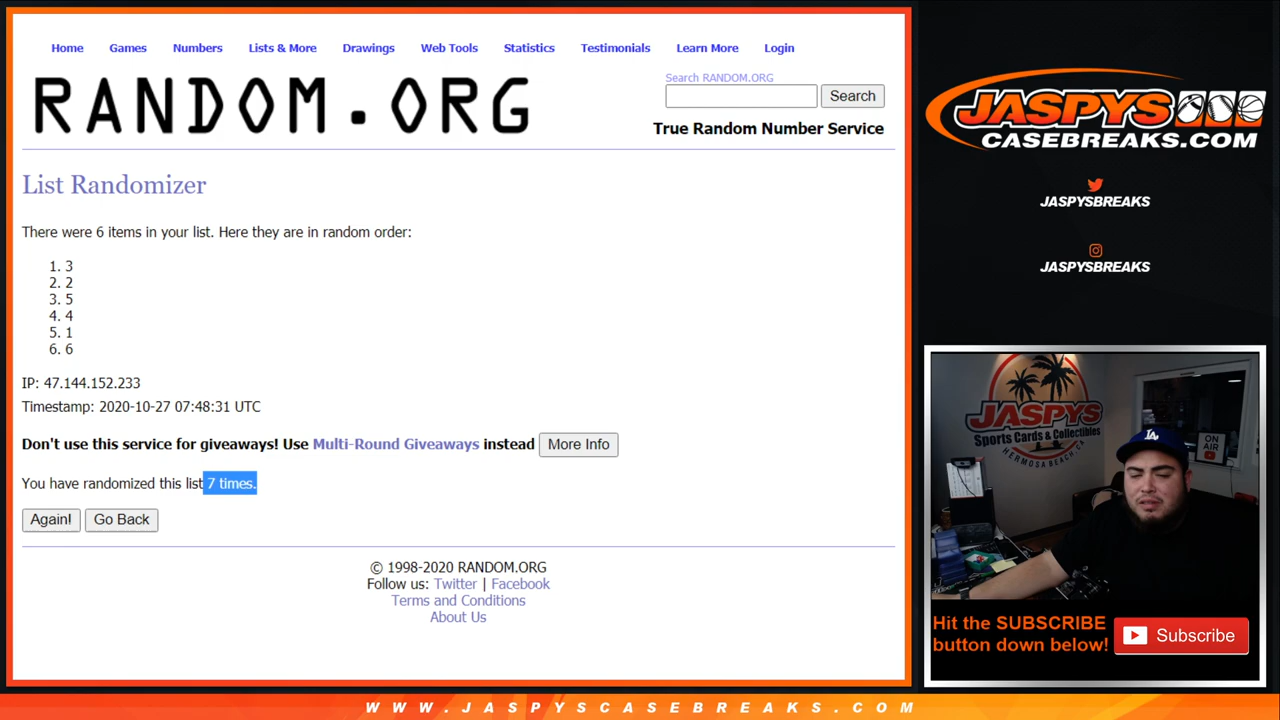 Home Games Numbers Lists & More Drawings Web Tools Statistics Testimonials Learn More Login
RANDOM.ORG
Search RANDOM.ORG
Search
True Random Number Service
List Randomizer
There were 6 items in your list. Here they are in random order:
1. 3
2. 2
3. 5
4. 4
5. 1
6. 6
IP: 47.144.152.233
Timestamp: 2020-10-27 07:48:31 UTC
Don't use this service for giveaways! Use Multi-Round Giveaways instead More Info
You have randomized this list 7 times.
Again! Go Back
© 1998-2020 RANDOM.ORG
Follow us: Twitter | Facebook
Terms and Conditions
About Us
JASPYS
CASEBREAKS.COM
JASPYSBREAKS
JASPYSBREAKS
JASPYS
Sports Cards & Collectibles
HERMOSA BEACH, CA
ON AIR
LA
Hit the SUBSCRIBE
button down below!
Subscribe
WWW.JASPYSCASEBREAKS.COM